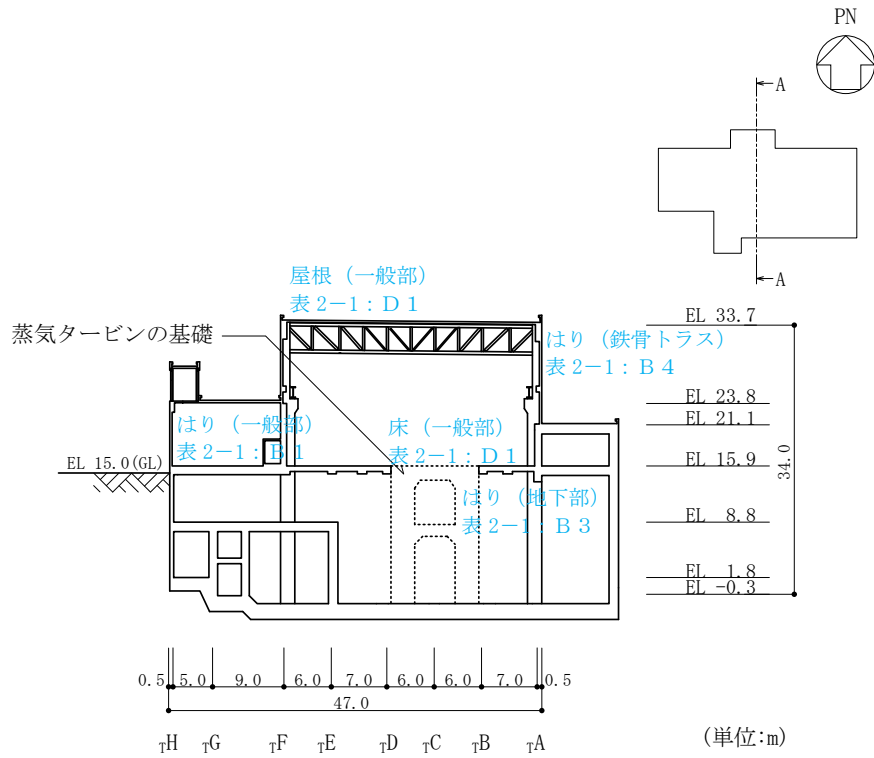 PN
A
A
屋根（一般部）
表 2－1：D 1
EL 33.7
蒸気タービンの基礎
はり（鉄骨トラス）
表 2－1：B 4
EL 23.8
EL 21.1
はり（一般部）
表 2－1：B 1
床（一般部）
表 2－1：D 1
EL 15.0(GL)
EL 15.9
34.0
はり（地下部）
表 2－1：B 3
EL 8.8
EL 1.8
EL -0.3
0.5 5.0 9.0 6.0 7.0 6.0 6.0 7.0 0.5
47.0
TH TG TF TE TD TC TB TA
(単位:m)